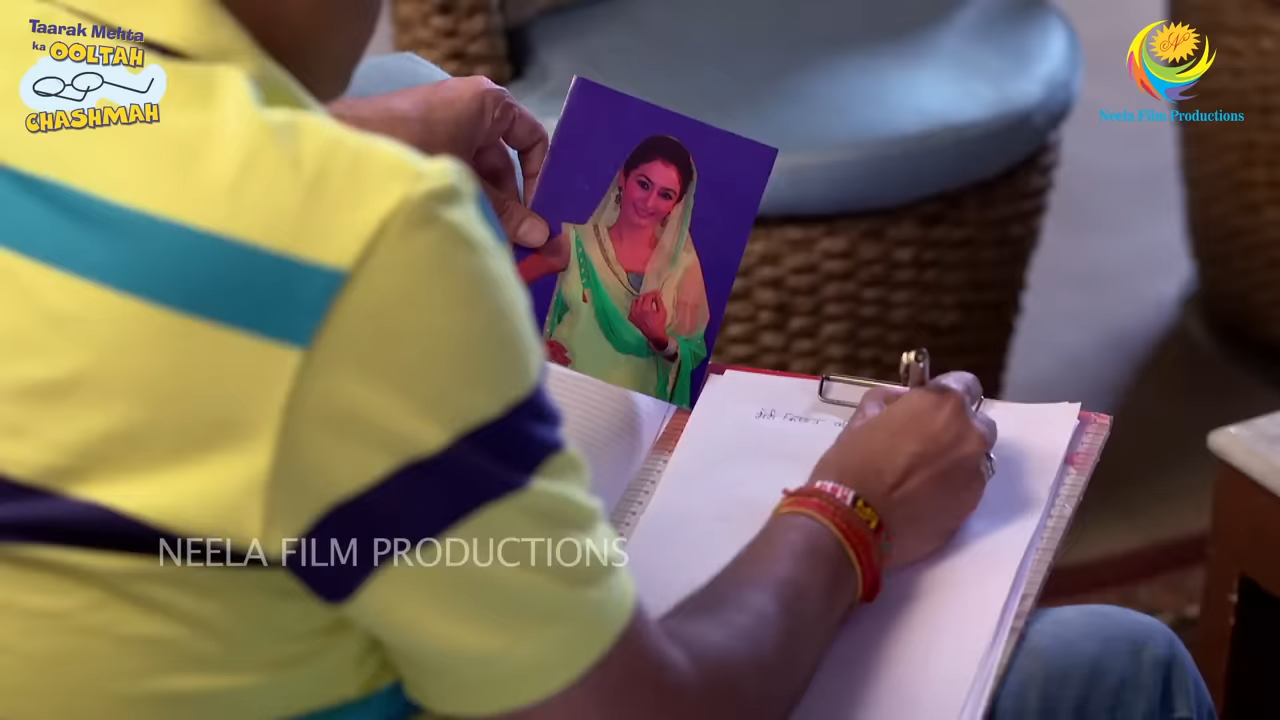 Taarak Mehta
ka OOLTAH
CHASHMAH
Neela Film Productions
NEELA FILM PRODUCTIONS